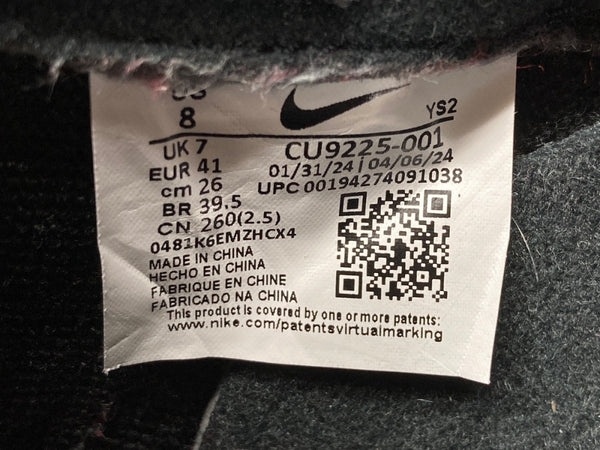 US
8
UK 7
EUR 41
cm 26
BR 39.5
CN 260(2.5)
0481K6EMZHCX4
MADE IN CHINA
HECHO EN CHINA
FABRIQUE EN CHINE
FABRICADO NA CHINA
YS2
CU9225-001
01/31/24 | 04/06/24
UPC 00194274091038
This product is covered by one or more patents:
www.nike.com/patentsvirtualmarking